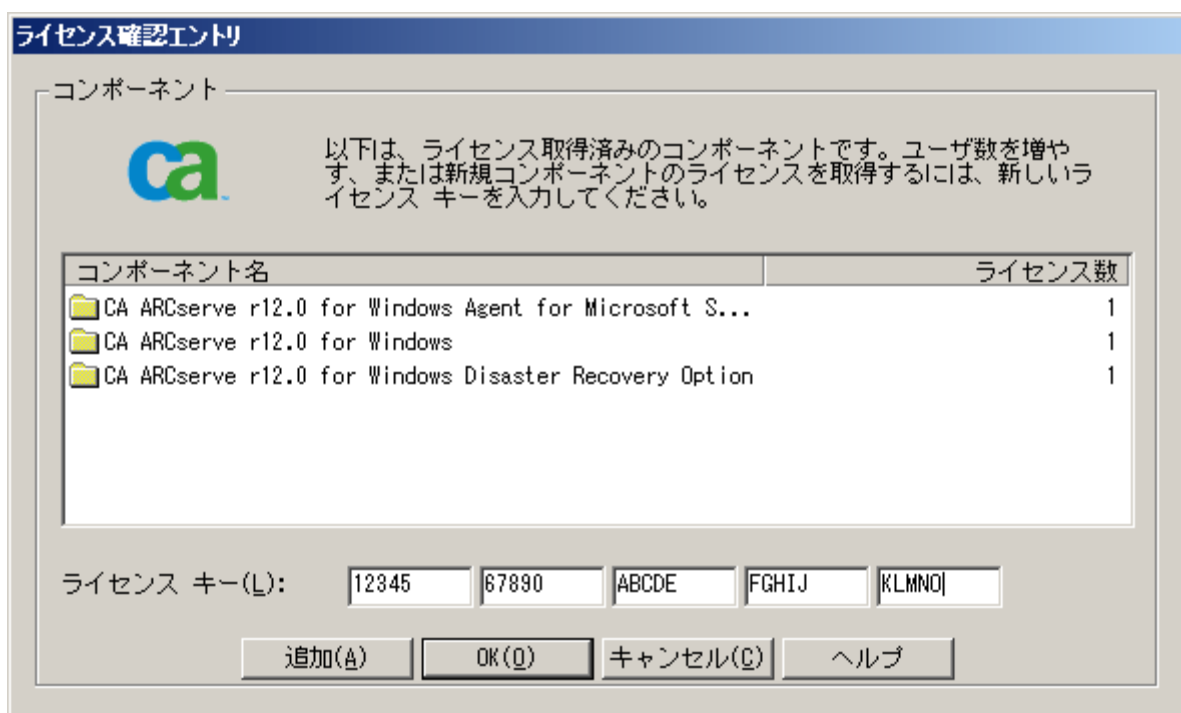 ライセンス確認エントリ
コンポーネント
ca
以下は、ライセンス取得済みのコンポーネントです。ユーザ数を増や
す、または新規コンポーネントのライセンスを取得するには、新しいラ
イセンス キーを入力してください。
コンポーネント名 ライセンス数
CA ARCserve r12.0 for Windows Agent for Microsoft S... 1
CA ARCserve r12.0 for Windows 1
CA ARCserve r12.0 for Windows Disaster Recovery Option 1
ライセンス キー(L): 12345 67890 ABCDE FGHIJ KLMNO
追加(A) OK(O) キャンセル(C) ヘルプ